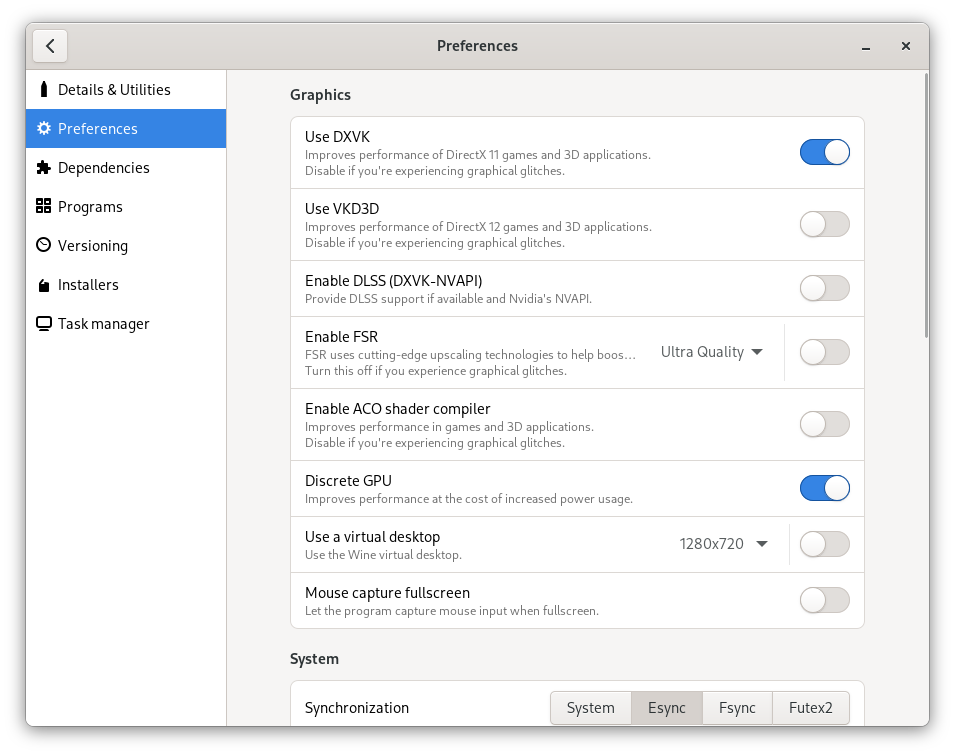 Preferences
Details & Utilities
Preferences
Dependencies
Programs
Versioning
Installers
Task manager
Graphics
Use DXVK
Improves performance of DirectX 11 games and 3D applications.
Disable if you're experiencing graphical glitches.
Use VKD3D
Improves performance of DirectX 12 games and 3D applications.
Disable if you're experiencing graphical glitches.
Enable DLSS (DXVK-NVAPI)
Provide DLSS support if available and Nvidia's NVAPI.
Enable FSR
FSR uses cutting-edge upscaling technologies to help boos…
Turn this off if you experience graphical glitches.
Ultra Quality
Enable ACO shader compiler
Improves performance in games and 3D applications.
Disable if you're experiencing graphical glitches.
Discrete GPU
Improves performance at the cost of increased power usage.
Use a virtual desktop
Use the Wine virtual desktop.
1280x720
Mouse capture fullscreen
Let the program capture mouse input when fullscreen.
System
Synchronization
System Esync Fsync Futex2